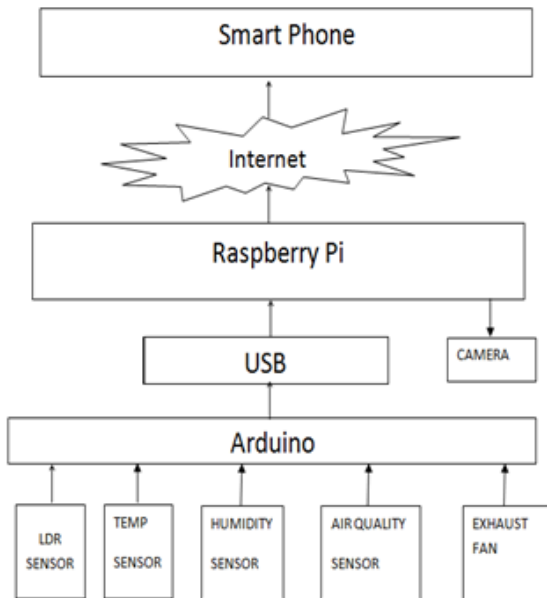 Smart Phone
Internet
Raspberry Pi
USB
CAMERA
Arduino
LDR
SENSOR
TEMP
SENSOR
HUMIDITY
SENSOR
AIR QUALITY
SENSOR
EXHAUST
FAN